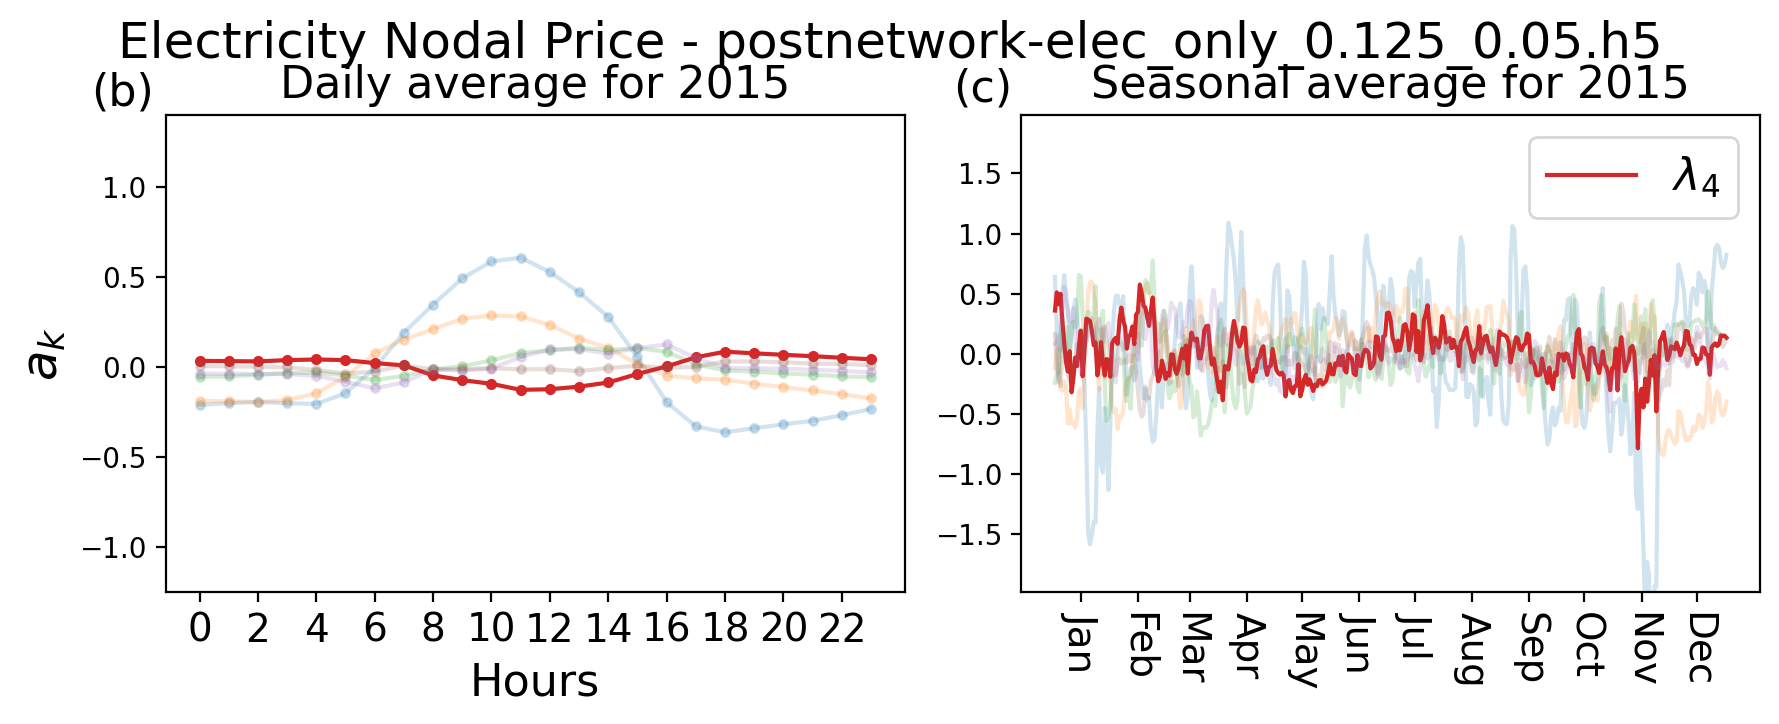 Electricity Nodal Price - postnetwork-elec_only_0.125_0.05.h5
(b) Daily average for 2015
(c) Seasonal average for 2015
a_k
1.0
0.5
0.0
−0.5
−1.0
0 2 4 6 8 10 12 14 16 18 20 22
Hours
λ_4
1.5
1.0
0.5
0.0
−0.5
−1.0
−1.5
Jan Feb Mar Apr May Jun Jul Aug Sep Oct Nov Dec